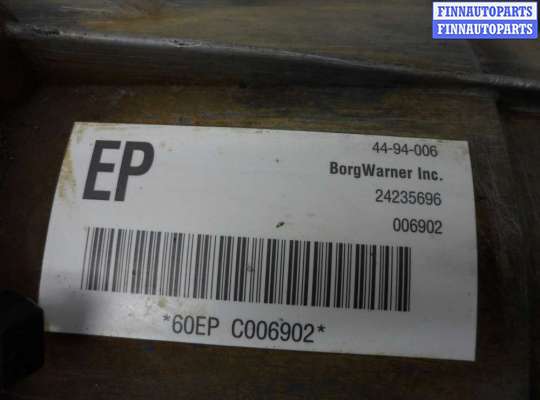 FINNAUTOPARTS
FINNAUTOPARTS
EP
44-94-006
BorgWarner Inc.
24235696
006902
*60EP C006902*